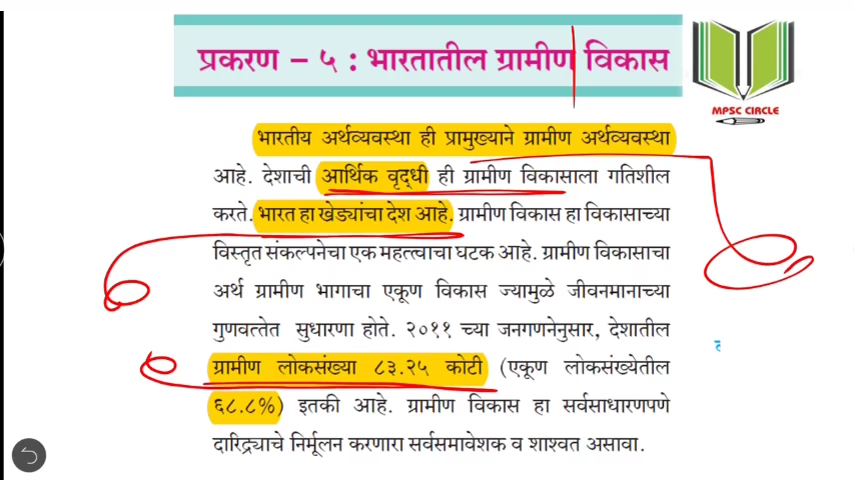 प्रकरण – ५ : भारतातील ग्रामीण विकास
MPSC CIRCLE
भारतीय अर्थव्यवस्था ही प्रामुख्याने ग्रामीण अर्थव्यवस्था
आहे. देशाची आर्थिक वृद्धी ही ग्रामीण विकासाला गतिशील
करते. भारत हा खेड्यांचा देश आहे. ग्रामीण विकास हा विकासाच्या
विस्तृत संकल्पनेचा एक महत्त्वाचा घटक आहे. ग्रामीण विकासाचा
अर्थ ग्रामीण भागाचा एकूण विकास ज्यामुळे जीवनमानाच्या
गुणवत्तेत सुधारणा होते. २०११ च्या जनगणनेनुसार, देशातील
ग्रामीण लोकसंख्या ८३.२५ कोटी (एकूण लोकसंख्येतील
६८.८%) इतकी आहे. ग्रामीण विकास हा सर्वसाधारणपणे
दारिद्र्याचे निर्मूलन करणारा सर्वसमावेशक व शाश्वत असावा.